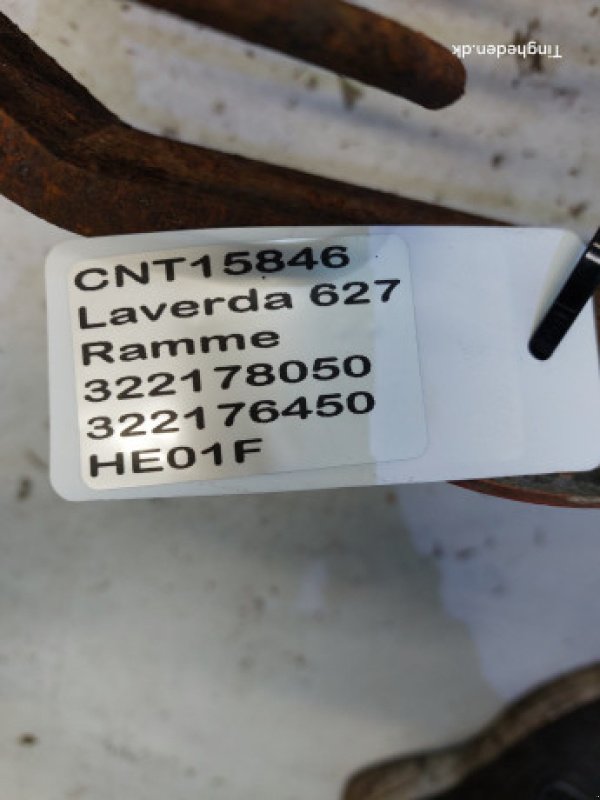 Tingheden.dk
CNT15846
Laverda 627
Ramme
322178050
322176450
HE01F